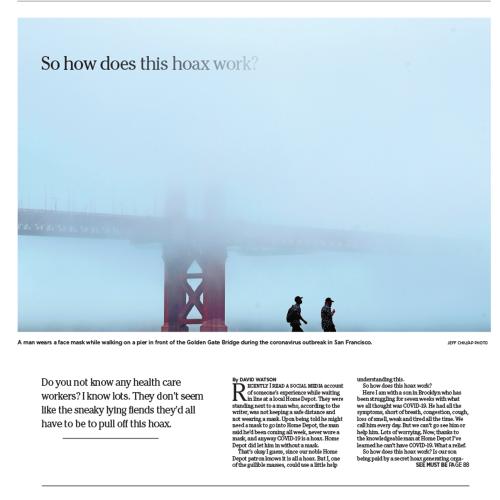 So how does this hoax work?
A man wears a face mask while walking on a pier in front of the Golden Gate Bridge during the coronavirus outbreak in San Francisco.
JEFF CHIU/AP PHOTO
Do you not know any health care
workers? I know lots. They don't seem
like the sneaky lying fiends they'd all
have to be to pull off this hoax.
By DAVID WATSON
RECENTLY I READ A SOCIAL MEDIA account
of someone's experience while waiting
in line at a local Home Depot. They were
standing next to a man who, according to the
writer, was not keeping a safe distance and
not wearing a mask. Upon being told he might
need a mask to go into Home Depot, the man
said he'd been coming all week, never wore a
mask, and anyway COVID-19 is a hoax. Home
Depot did let him in without a mask.
That's okay I guess, since our noble Home
Depot patron knows it is all a hoax. But I, one
of the gullible masses, could use a little help
understanding this.
So how does this hoax work?
Here I am with a son in Brooklyn who has
been struggling for seven weeks with what
we all thought was COVID-19. He had all the
symptoms, short of breath, congestion, cough,
loss of smell, weak and tired all the time. We
call him every day. But we can't go see him or
help him. Lots of worrying. Now, thanks to
the knowledgeable man at Home Depot I've
learned he can't have COVID-19. What a relief.
So how does this hoax work? Is our son
being paid by a secret hoax generating orga-
SEE MUST BE PAGE B8